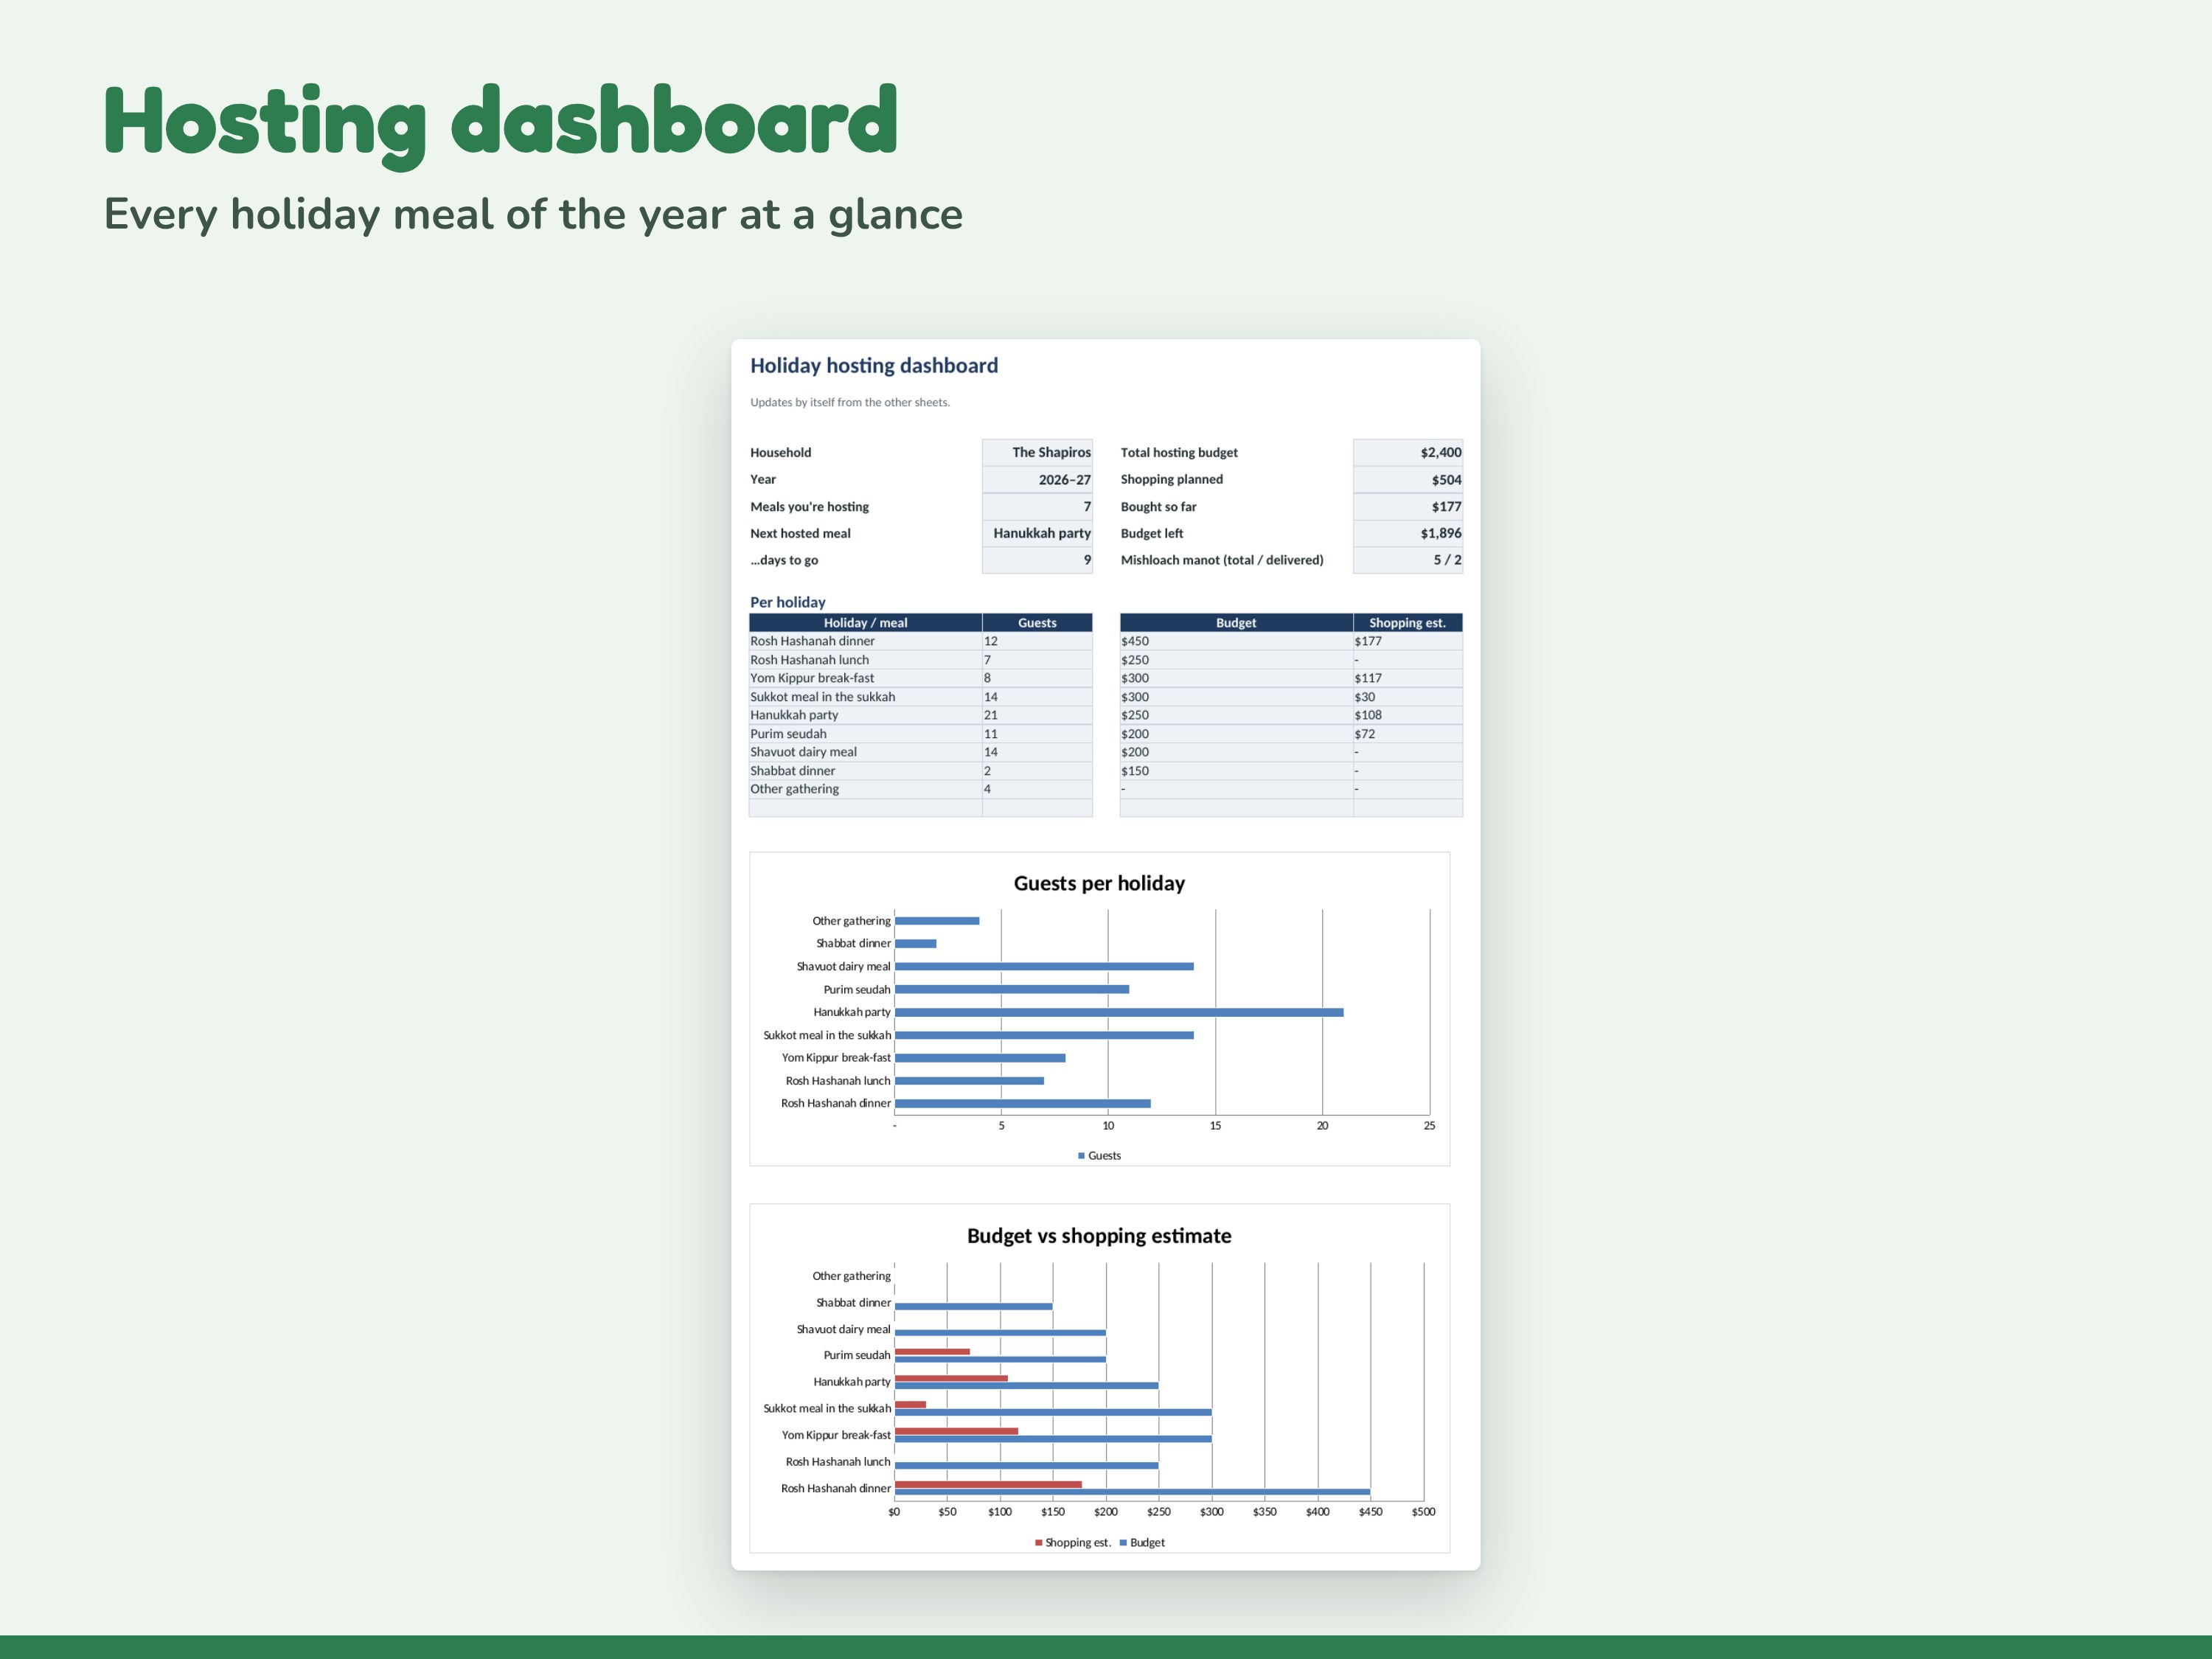 Hosting dashboard
Every holiday meal of the year at a glance
Holiday hosting dashboard
Updates by itself from the other sheets.
Household The Shapiros Total hosting budget $2,400
Year 2026–27 Shopping planned $504
Meals you're hosting 7 Bought so far $177
Next hosted meal Hanukkah party Budget left $1,896
...days to go 9 Mishloach manot (total / delivered) 5 / 2
Per holiday
Holiday / meal Guests Budget Shopping est.
Rosh Hashanah dinner 12 $450 $177
Rosh Hashanah lunch 7 $250 -
Yom Kippur break-fast 8 $300 $117
Sukkot meal in the sukkah 14 $300 $30
Hanukkah party 21 $250 $108
Purim seudah 11 $200 $72
Shavuot dairy meal 14 $200 -
Shabbat dinner 2 $150 -
Other gathering 4 - -
Guests per holiday
Other gathering
Shabbat dinner
Shavuot dairy meal
Purim seudah
Hanukkah party
Sukkot meal in the sukkah
Yom Kippur break-fast
Rosh Hashanah lunch
Rosh Hashanah dinner
- 5 10 15 20 25
Guests
Budget vs shopping estimate
Other gathering
Shabbat dinner
Shavuot dairy meal
Purim seudah
Hanukkah party
Sukkot meal in the sukkah
Yom Kippur break-fast
Rosh Hashanah lunch
Rosh Hashanah dinner
$0 $50 $100 $150 $200 $250 $300 $350 $400 $450 $500
Shopping est. Budget